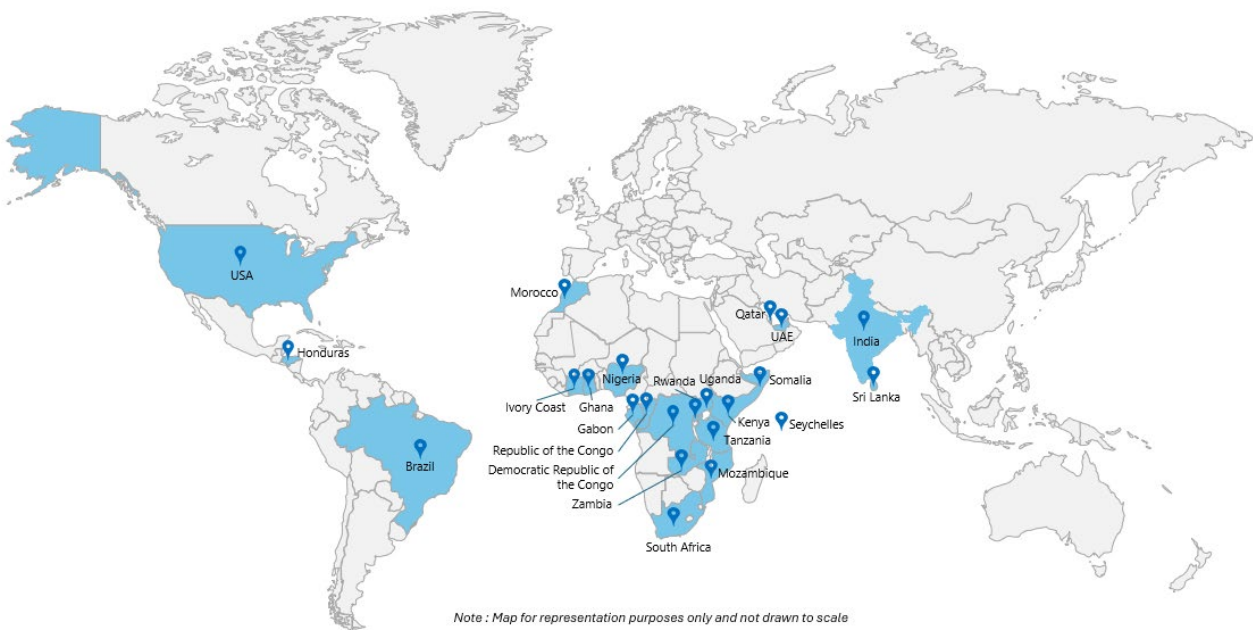 Morocco
Qatar
UAE
USA
India
Honduras
Nigeria
Rwanda
Uganda
Somalia
Sri Lanka
Ivory Coast
Ghana
Gabon
Kenya
Seychelles
Tanzania
Republic of the Congo
Brazil
Democratic Republic of
the Congo
Mozambique
Zambia
South Africa
Note : Map for representation purposes only and not drawn to scale